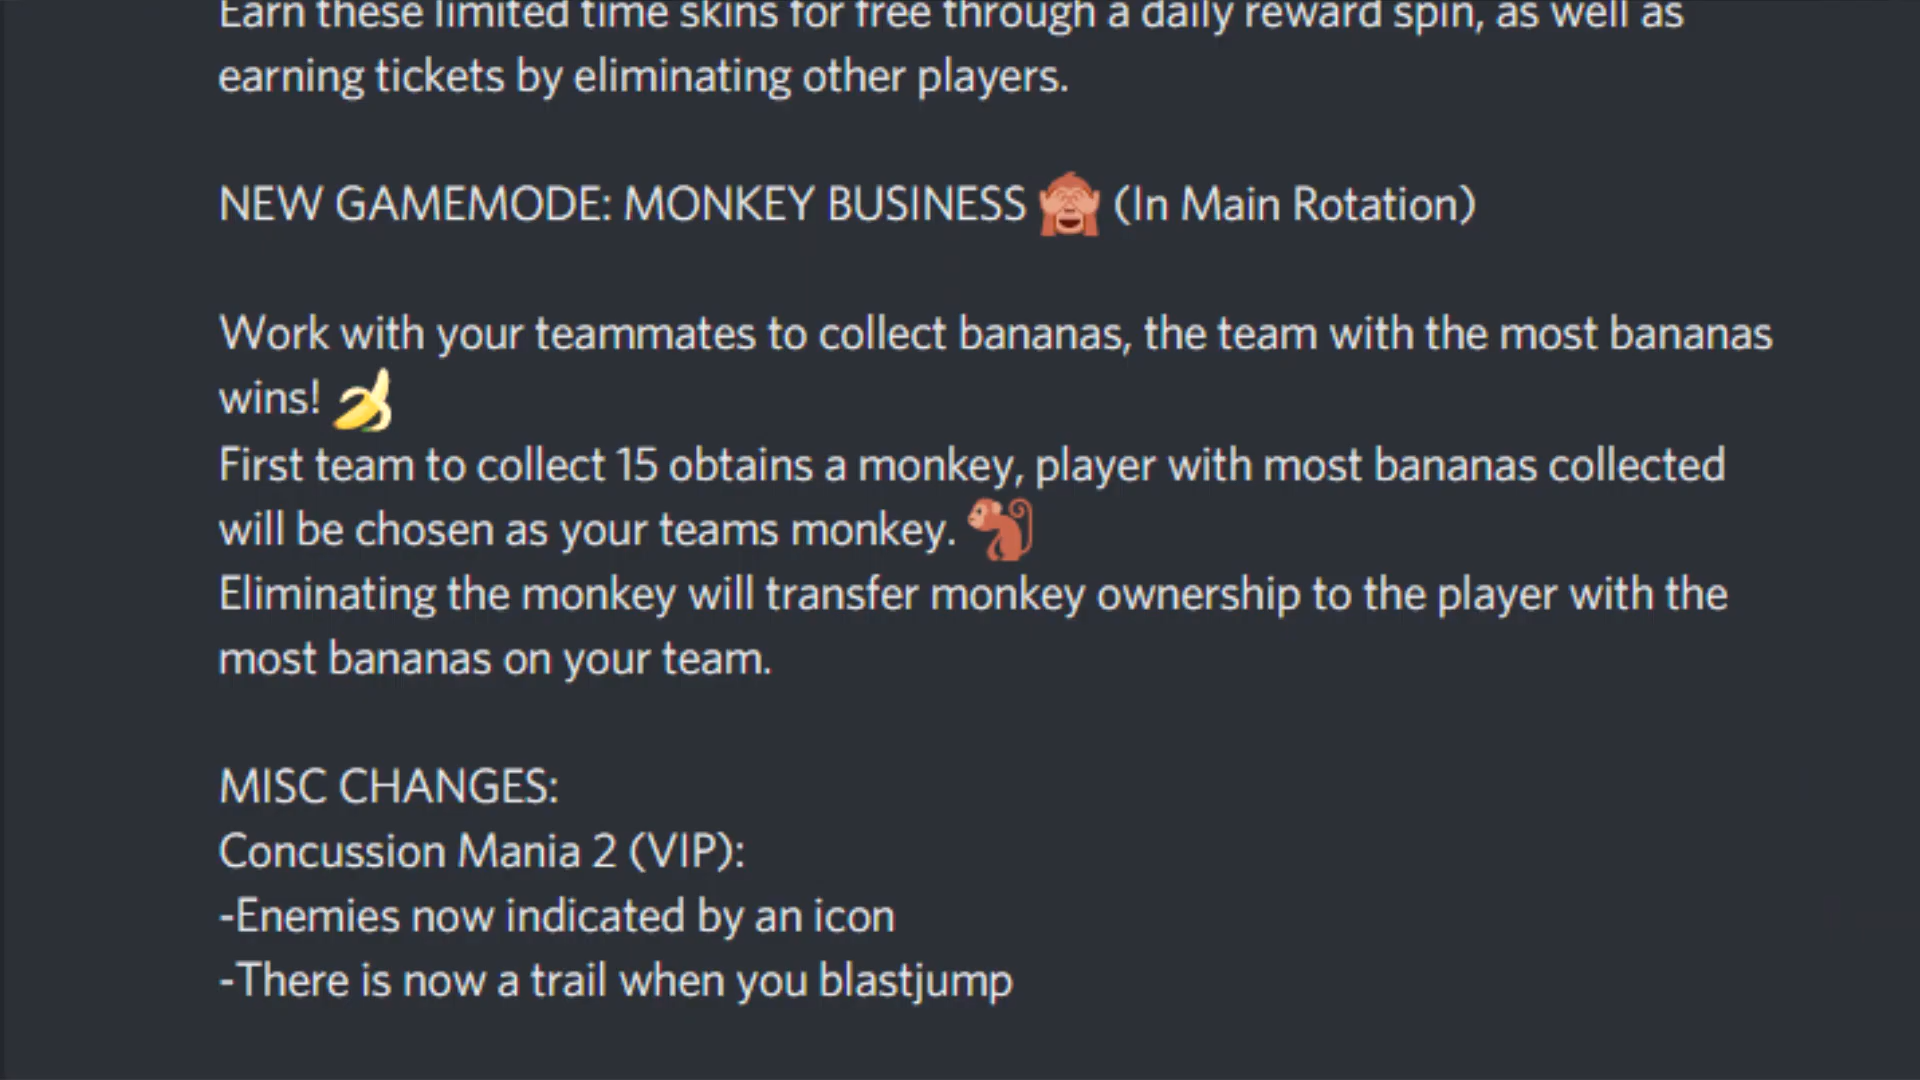 Earn these limited time skins for free through a daily reward spin, as well as
earning tickets by eliminating other players.
NEW GAMEMODE: MONKEY BUSINESS 🙈 (In Main Rotation)
Work with your teammates to collect bananas, the team with the most bananas
wins! 🍌
First team to collect 15 obtains a monkey, player with most bananas collected
will be chosen as your teams monkey. 🐒
Eliminating the monkey will transfer monkey ownership to the player with the
most bananas on your team.
MISC CHANGES:
Concussion Mania 2 (VIP):
-Enemies now indicated by an icon
-There is now a trail when you blastjump